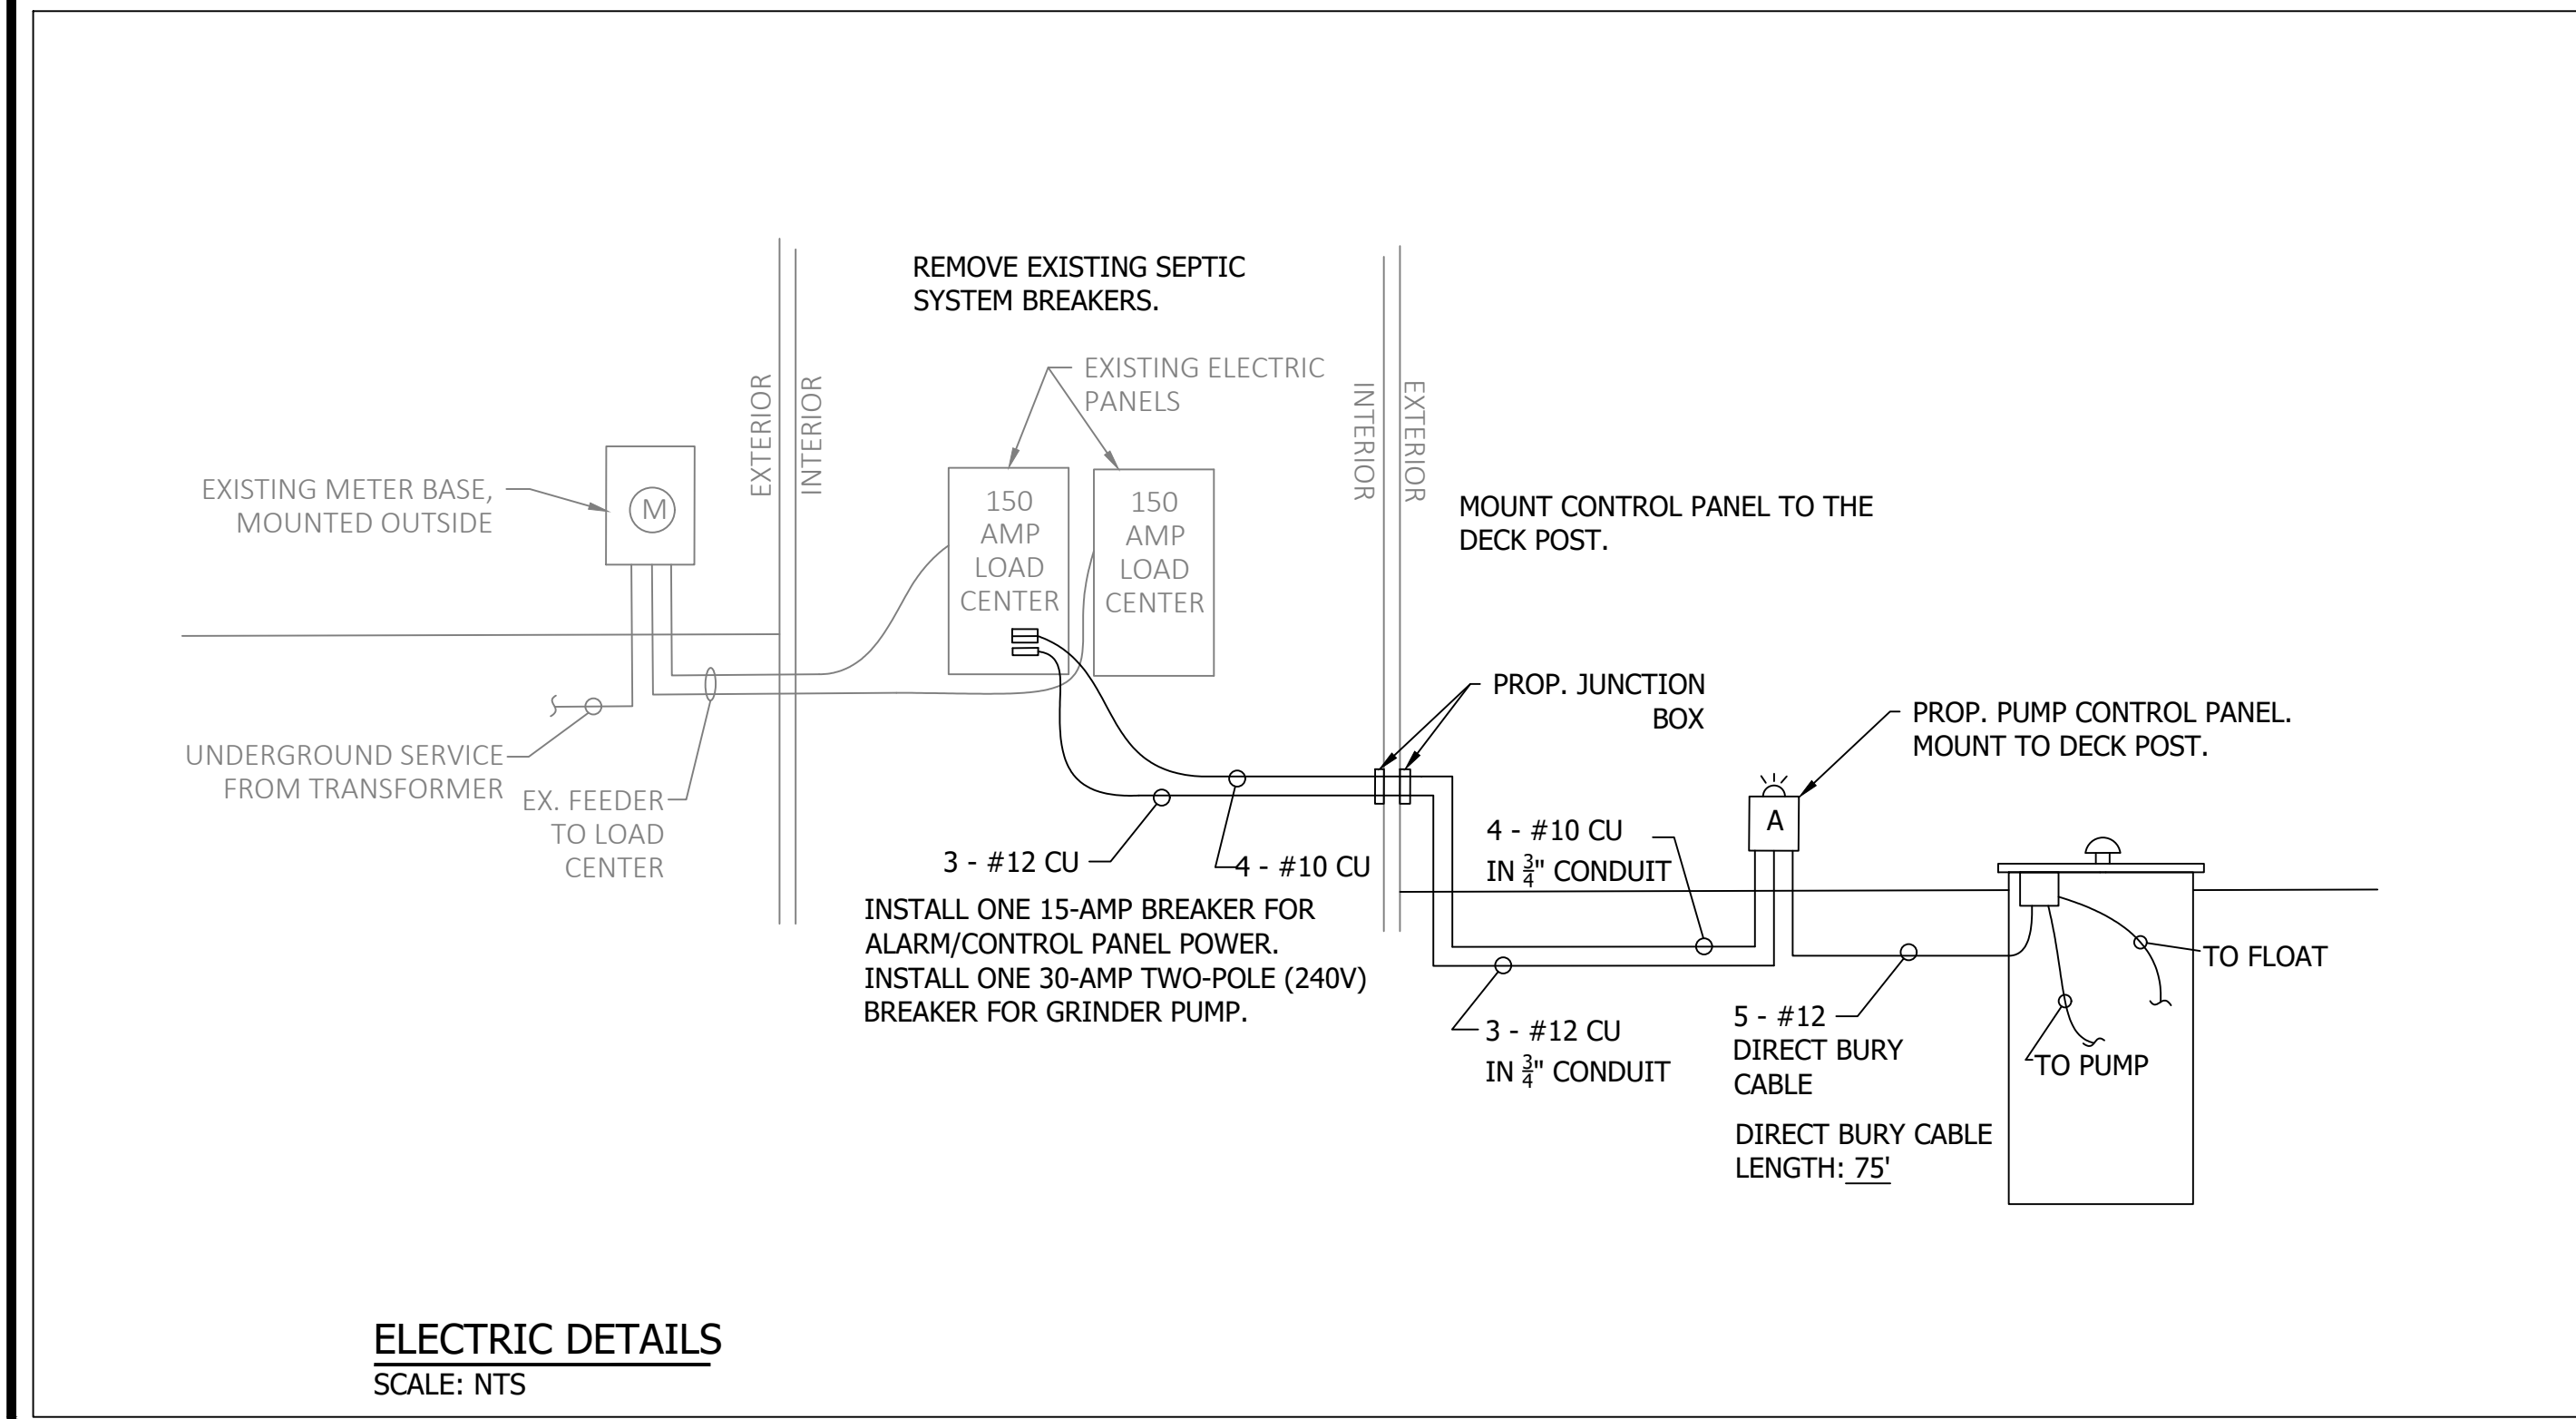 REMOVE EXISTING SEPTIC
SYSTEM BREAKERS.
EXISTING ELECTRIC
PANELS
EXTERIOR
INTERIOR
INTERIOR
EXTERIOR
EXISTING METER BASE,
MOUNTED OUTSIDE
M
150
AMP
LOAD
CENTER
150
AMP
LOAD
CENTER
MOUNT CONTROL PANEL TO THE
DECK POST.
PROP. JUNCTION
BOX
PROP. PUMP CONTROL PANEL.
MOUNT TO DECK POST.
UNDERGROUND SERVICE
FROM TRANSFORMER
EX. FEEDER
TO LOAD
CENTER
A
3 - #12 CU
4 - #10 CU
4 - #10 CU
IN 3/4" CONDUIT
INSTALL ONE 15-AMP BREAKER FOR
ALARM/CONTROL PANEL POWER.
INSTALL ONE 30-AMP TWO-POLE (240V)
BREAKER FOR GRINDER PUMP.
TO FLOAT
3 - #12 CU
IN 3/4" CONDUIT
5 - #12
DIRECT BURY
CABLE
TO PUMP
DIRECT BURY CABLE
LENGTH: 75'
ELECTRIC DETAILS
SCALE: NTS